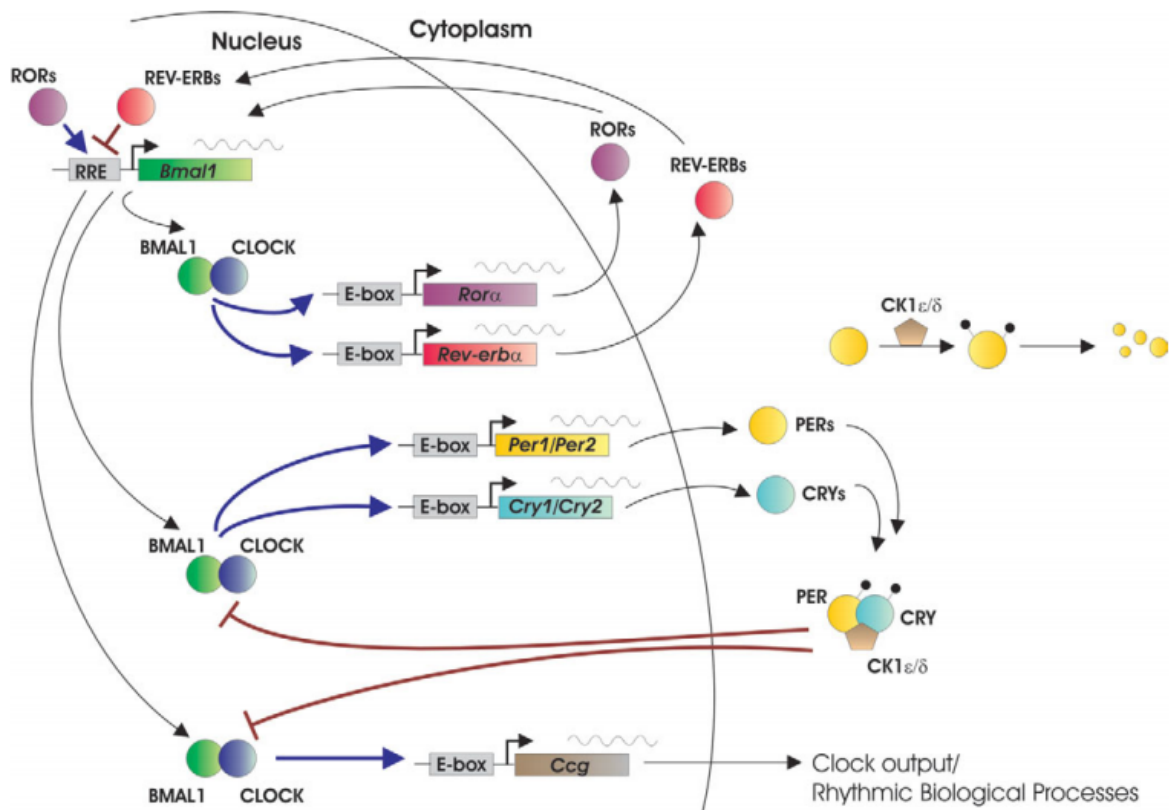 Nucleus
Cytoplasm
RORs
REV-ERBs
RORs
REV-ERBs
RRE
Bmal1
BMAL1
CLOCK
E-box
Rorα
E-box
Rev-erbα
CK1ε/δ
E-box
Per1/Per2
PERs
E-box
Cry1/Cry2
CRYs
BMAL1
CLOCK
PER
CRY
CK1ε/δ
BMAL1
CLOCK
E-box
Ccg
Clock output/
Rhythmic Biological Processes